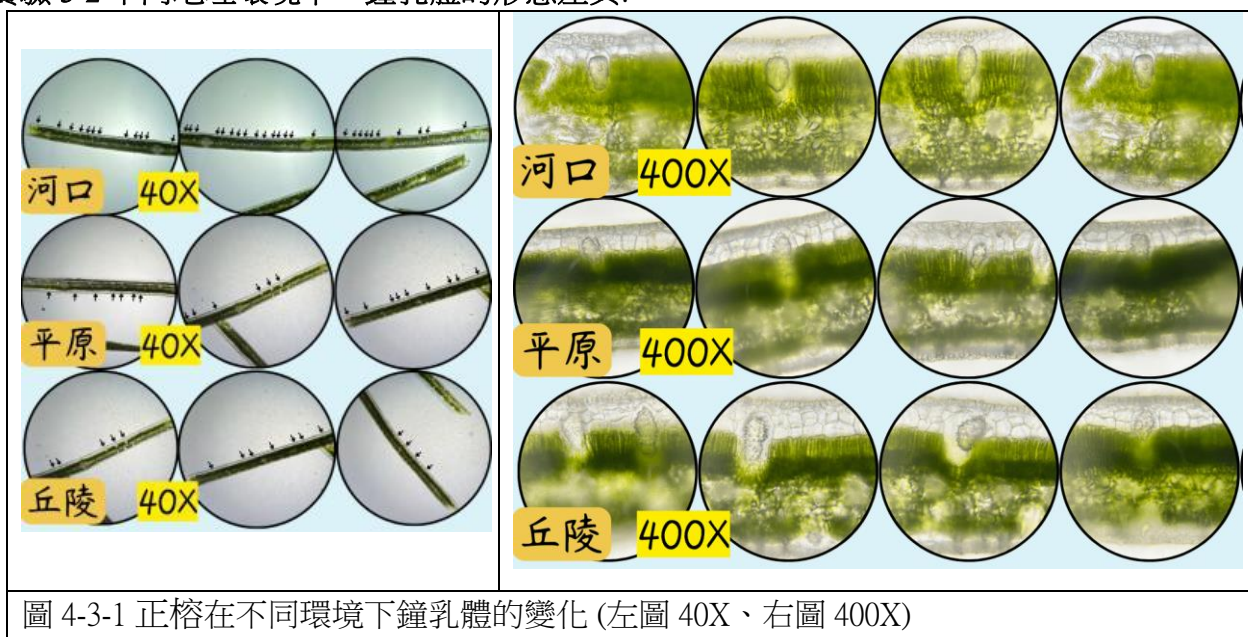 河口 40X
平原 40X
丘陵 40X
河口 400X
平原 400X
丘陵 400X
圖 4-3-1 正榕在不同環境下鐘乳體的變化 (左圖 40X、右圖 400X)